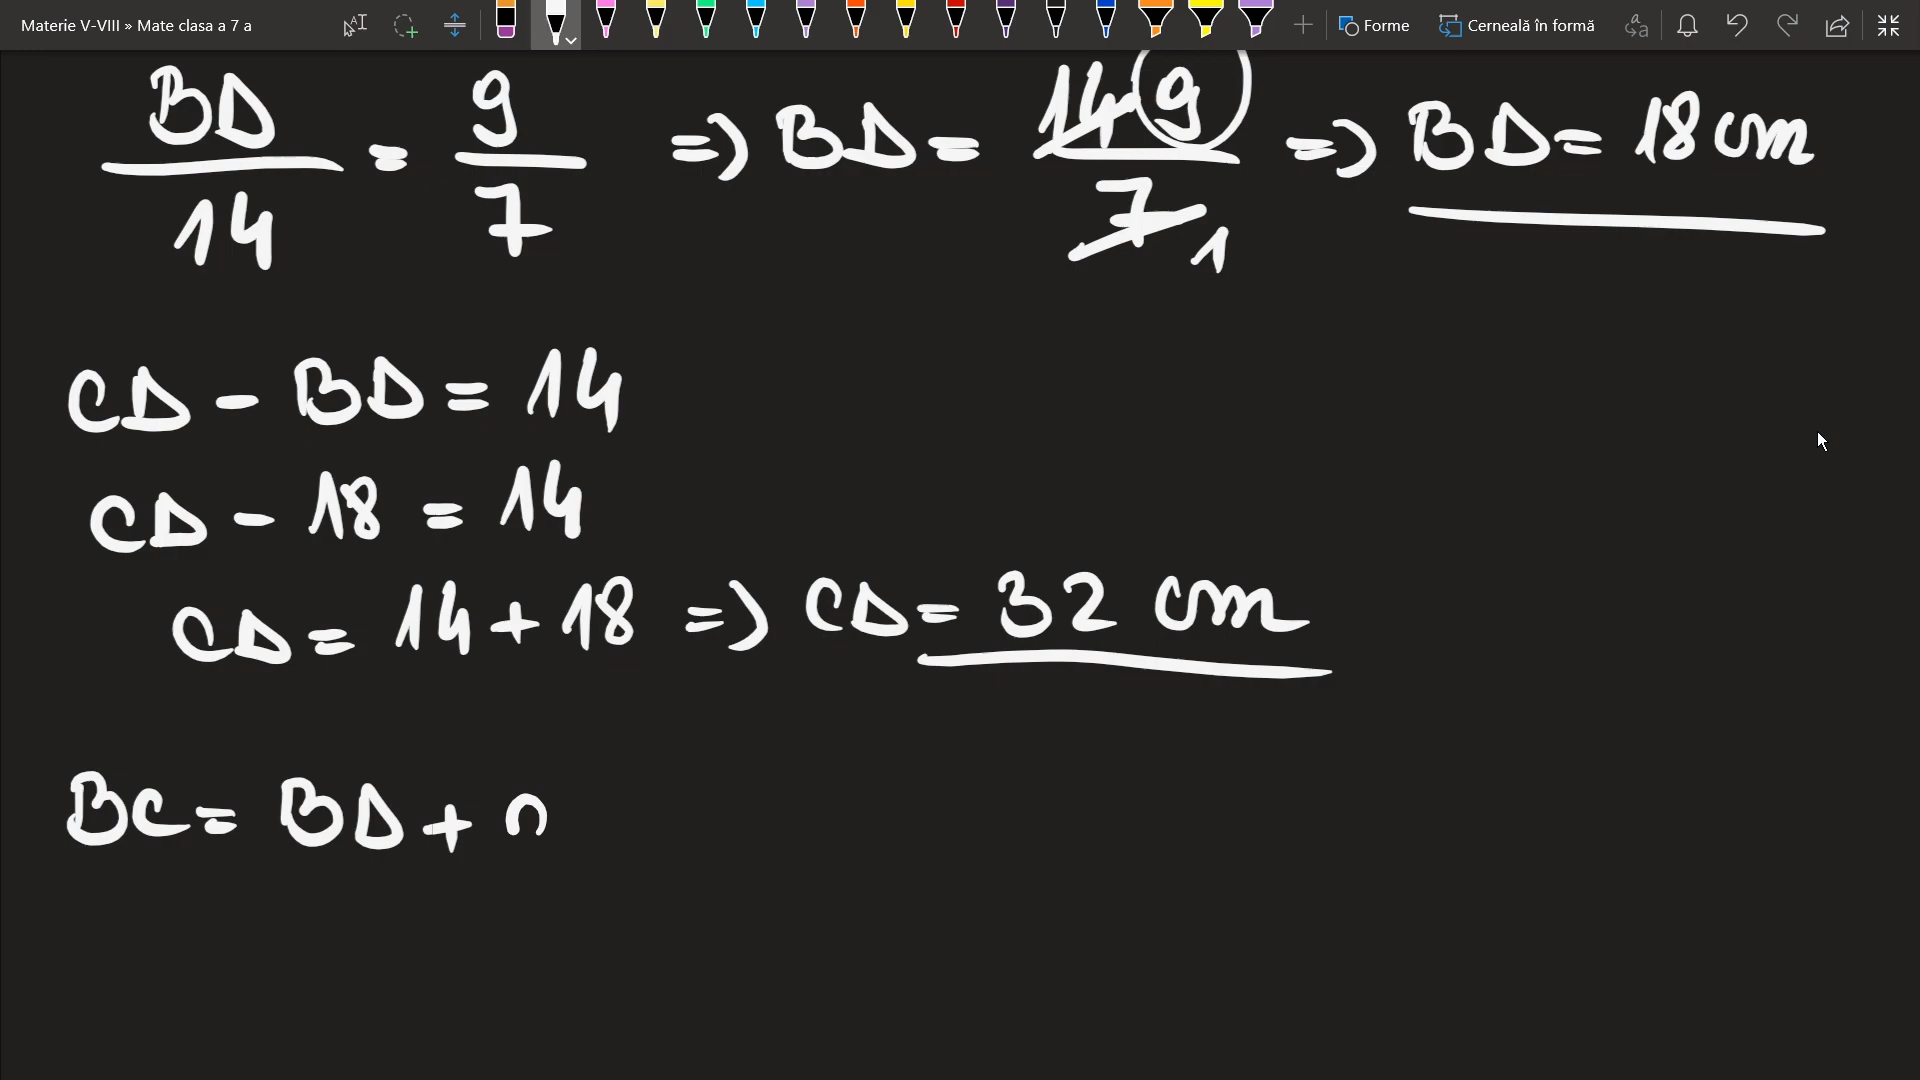 Materie V-VIII » Mate clasa a 7 a
Forme
Cerneală în formă
BD/14 = 9/7 => BD = 14·9/7 1 => BD = 18 cm
CD - BD = 14
CD - 18 = 14
CD = 14 + 18 => CD = 32 cm
BC = BD +